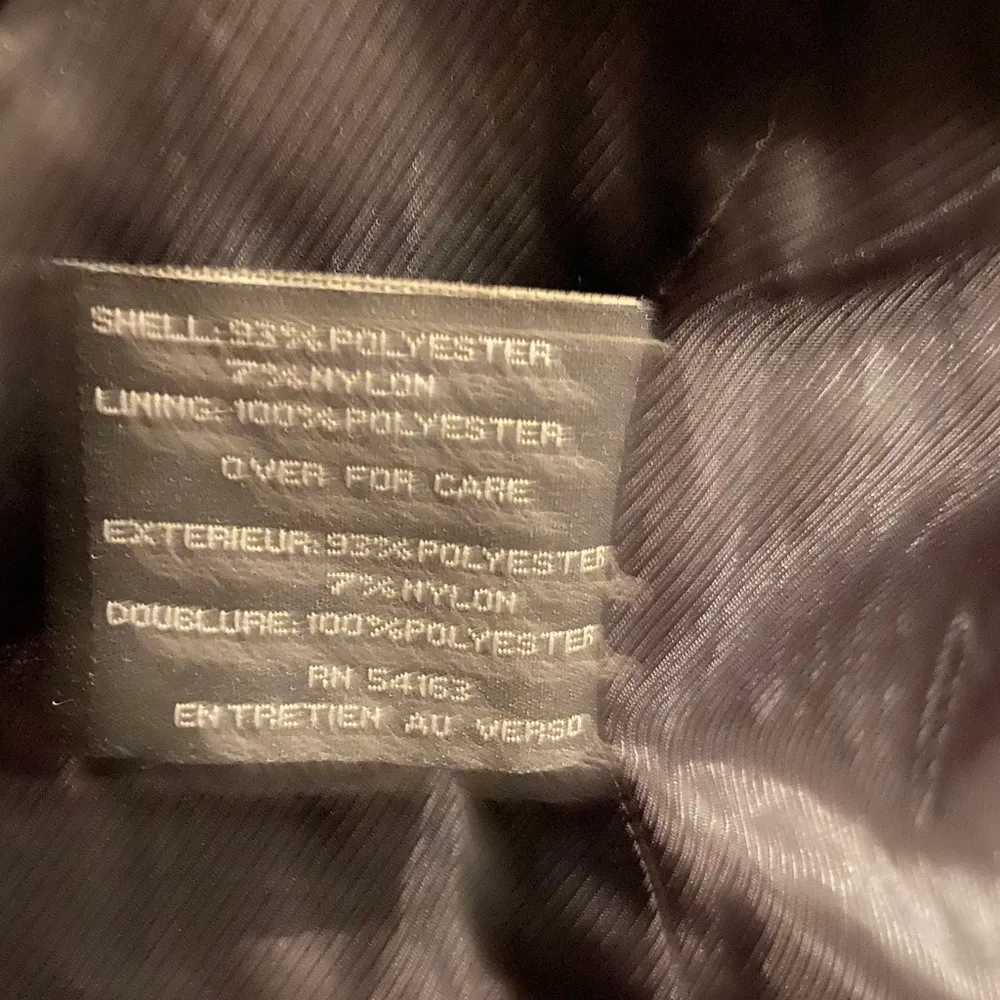 SHELL:93%POLYESTER
7%NYLON
LINING:100%POLYESTER
OVER FOR CARE
EXTERIEUR:93%POLYESTER
7%NYLON
DOUBLURE:100%POLYESTER
RN 54163
ENTRETIEN AU VERSO